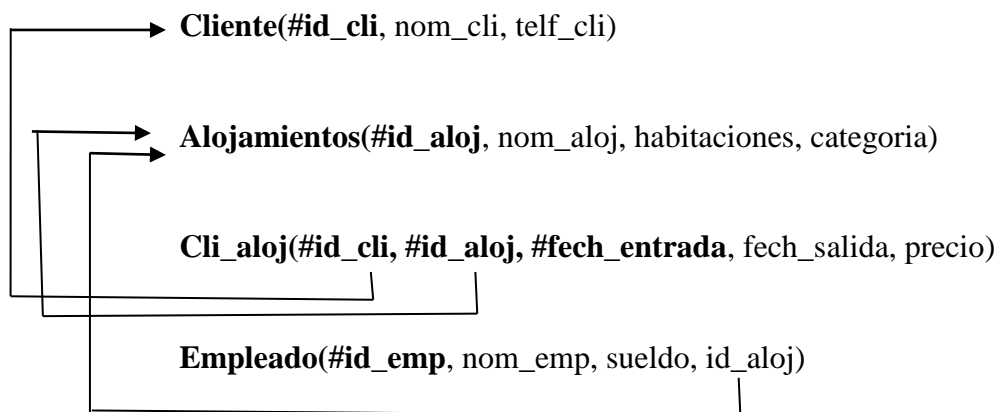 Cliente(#id_cli, nom_cli, telf_cli)
Alojamientos(#id_aloj, nom_aloj, habitaciones, categoria)
Cli_aloj(#id_cli, #id_aloj, #fech_entrada, fech_salida, precio)
Empleado(#id_emp, nom_emp, sueldo, id_aloj)